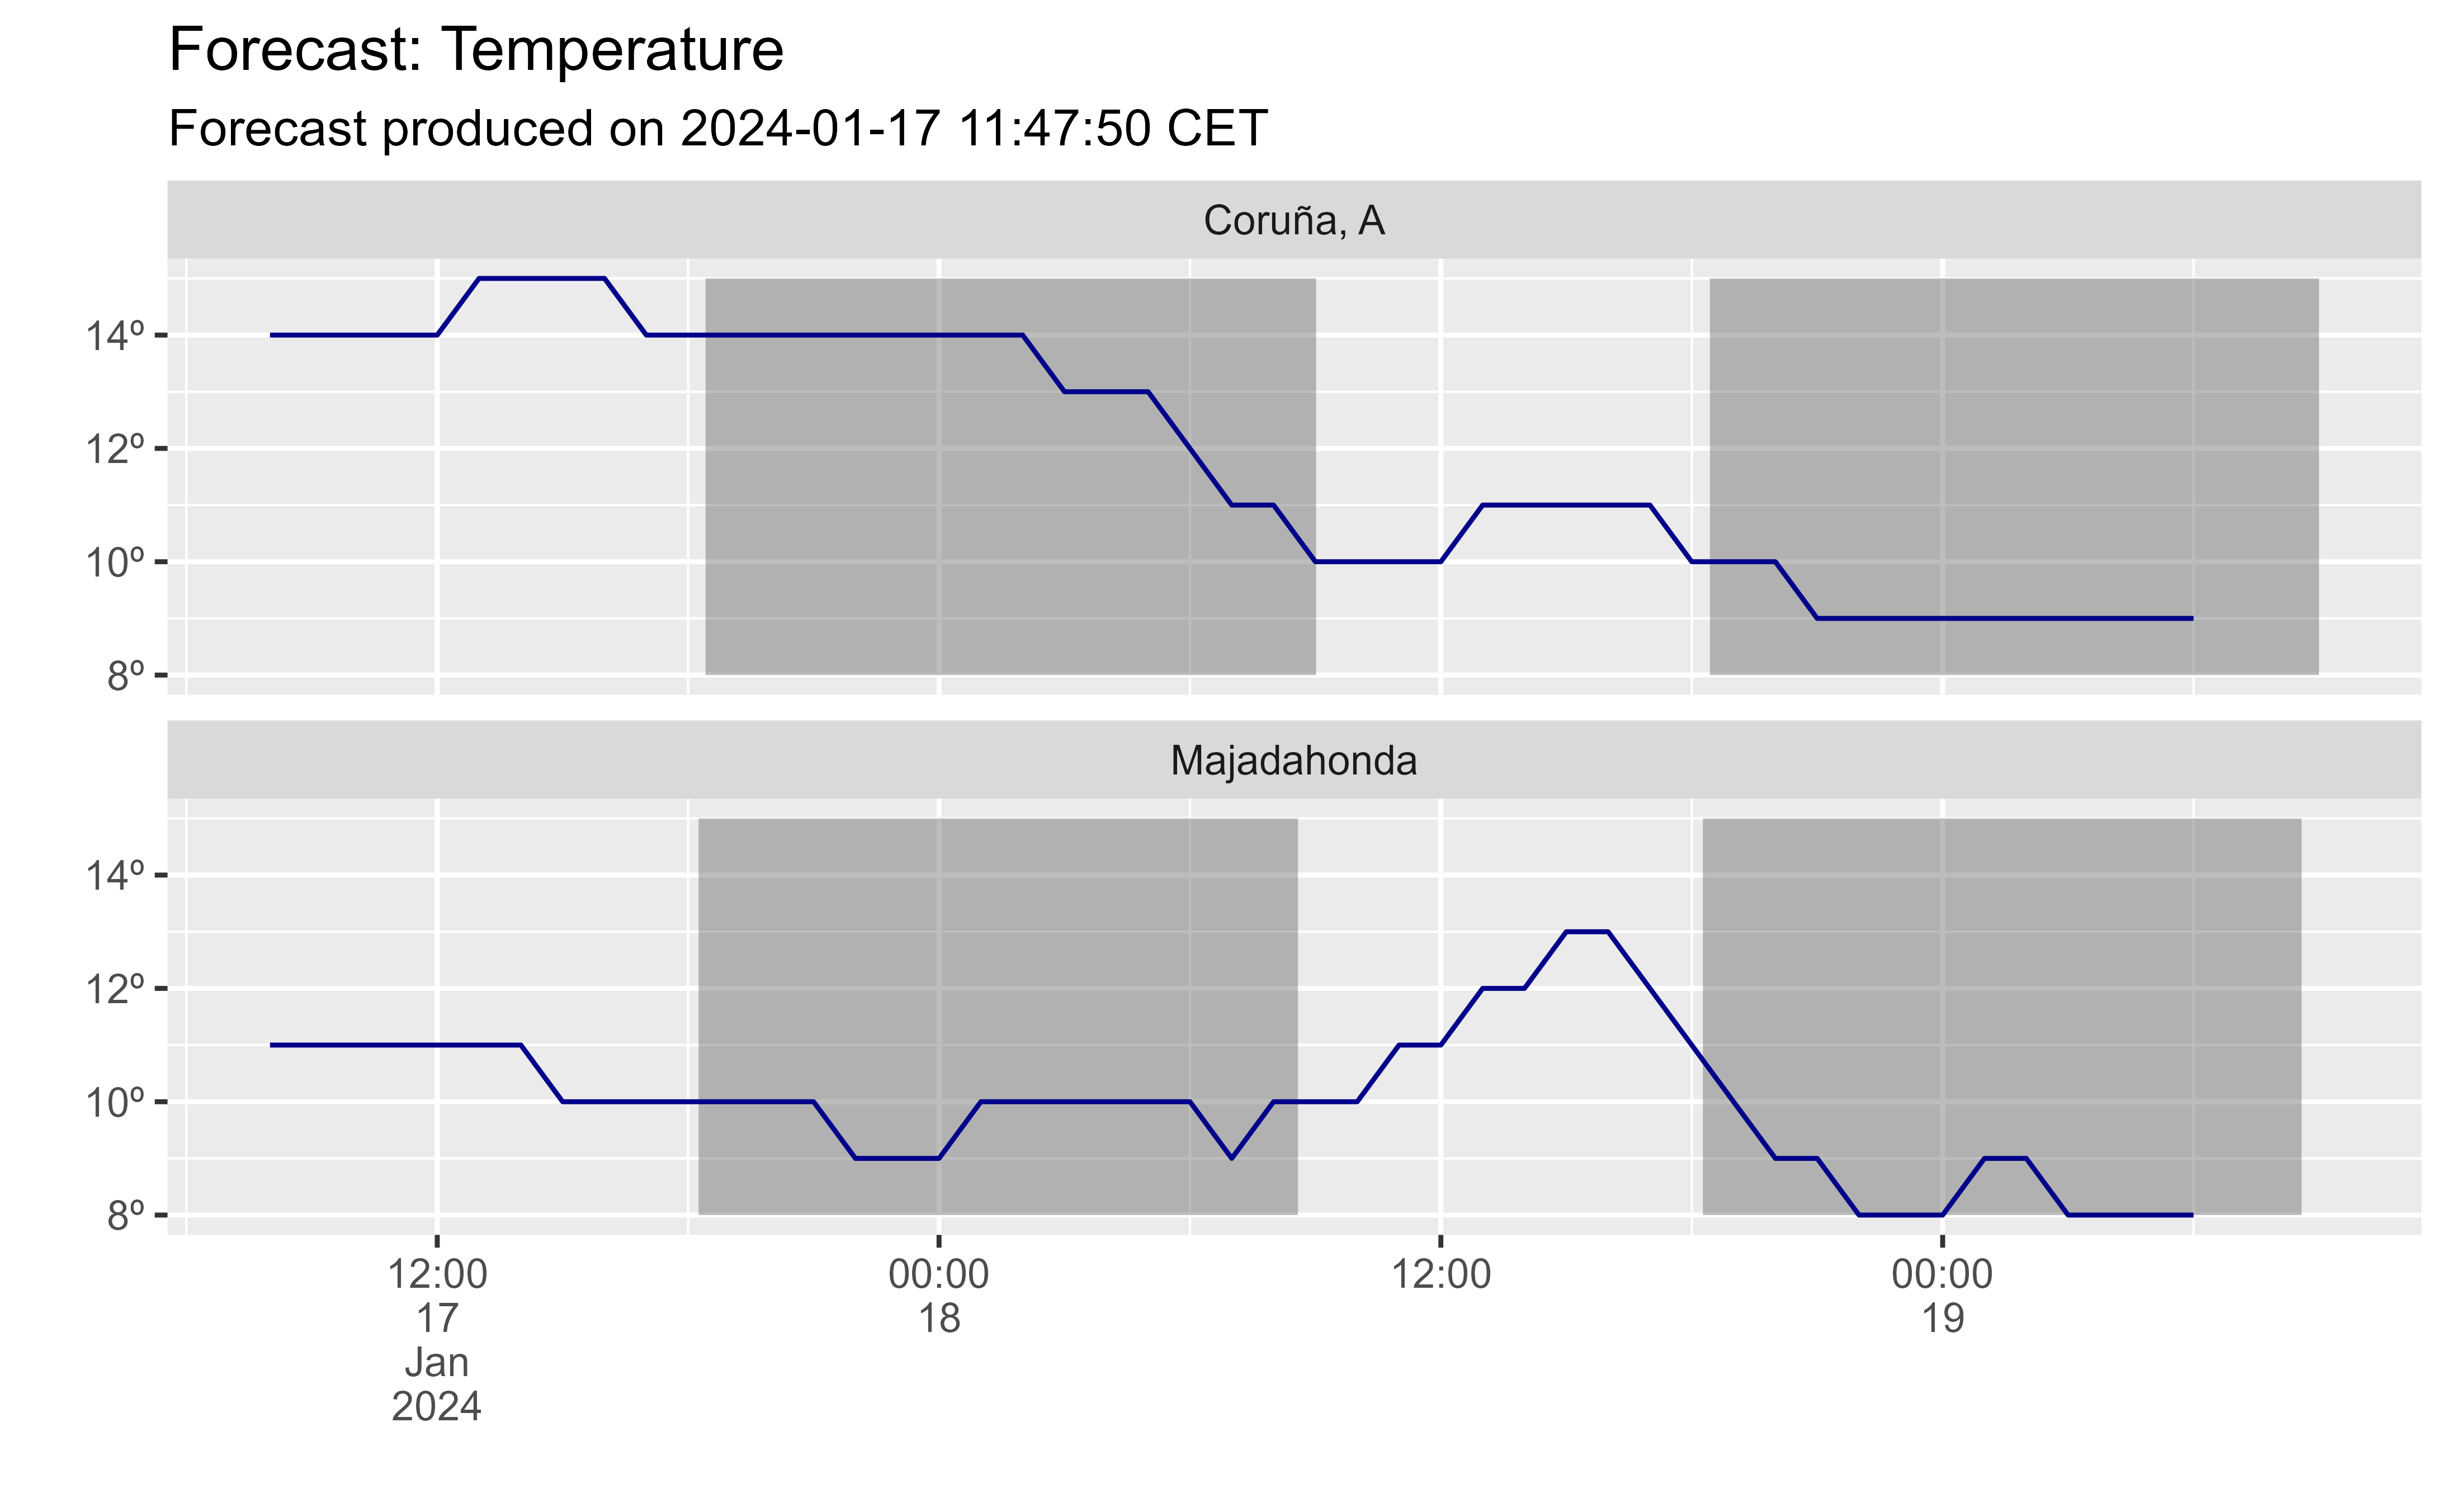 Forecast: Temperature
Forecast produced on 2024-01-17 11:47:50 CET
Coruña, A
14º
12º
10º
8º
Majadahonda
14º
12º
10º
8º
12:00 00:00 12:00 00:00
17 18 19
Jan
2024